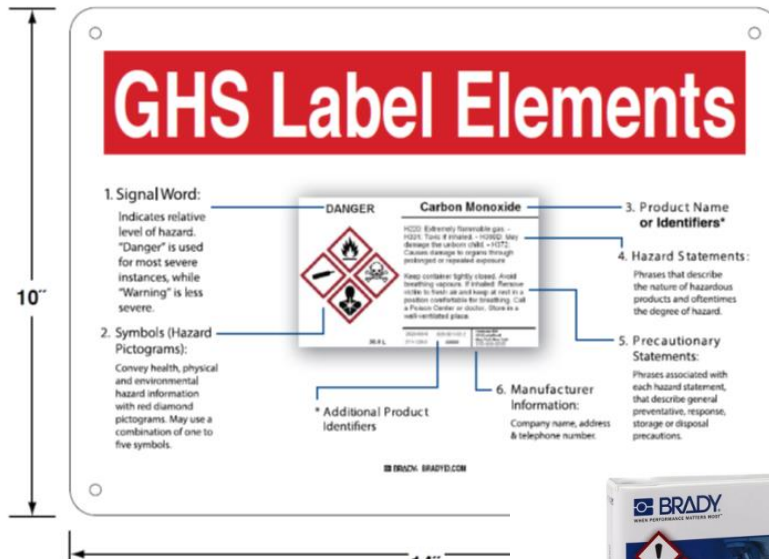 GHS Label Elements
1. Signal Word:
Indicates relative
level of hazard.
"Danger" is used
for most severe
instances, while
"Warning" is less
severe.
2. Symbols (Hazard
Pictograms):
Convey health, physical
and environmental
hazard information
with red diamond
pictograms. May use a
combination of one to
five symbols.
DANGER
Carbon Monoxide
H220: Extremely flammable gas. -
H331: Toxic if inhaled. - H360D: May
damage the unborn child. - H372:
Causes damage to organs through
prolonged or repeated exposure
Keep container tightly closed. Avoid
breathing vapours. If inhaled: Remove
victim to fresh air and keep at rest in a
position comfortable for breathing. Call
a Poison Center or doctor. Store in a
well-ventilated place.
* Additional Product
Identifiers
3. Product Name
or Identifiers*
4. Hazard Statements:
Phrases that describe
the nature of hazardous
products and oftentimes
the degree of hazard.
5. Precautionary
Statements:
Phrases associated with
each hazard statement,
that describe general
preventative, response,
storage or disposal
precautions.
6. Manufacturer
Information:
Company name, address
& telephone number.
BRADY. BRADYID.COM
10"
BRADY.
WHEN PERFORMANCE MATTERS MOST